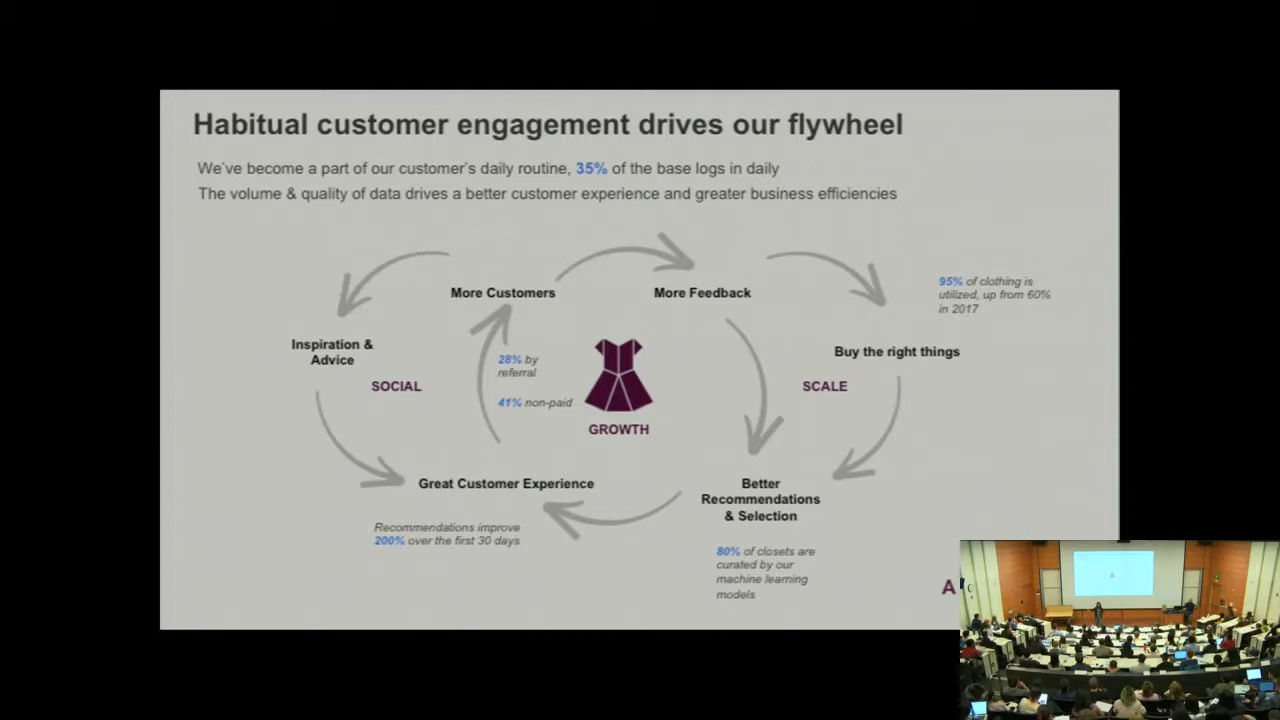 Habitual customer engagement drives our flywheel
We've become a part of our customer's daily routine, 35% of the base logs in daily
The volume & quality of data drives a better customer experience and greater business efficiencies
More Customers
More Feedback
95% of clothing is
utilized, up from 60%
in 2017
Inspiration &
Advice
Buy the right things
28% by
referral
SOCIAL
SCALE
41% non-paid
GROWTH
Great Customer Experience
Better
Recommendations
& Selection
Recommendations improve
200% over the first 30 days
80% of closets are
curated by our
machine learning
models
A